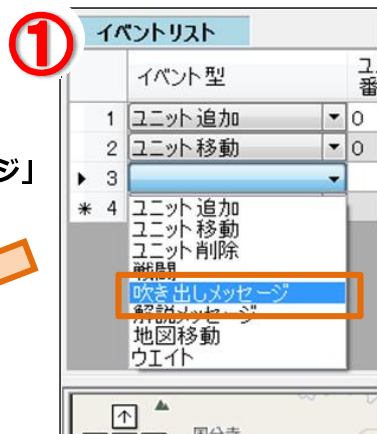 ①
イベントリスト
イベント型
1 ユニット追加 0
2 ユニット移動 0
ジ」
3
4 ユニット追加
ユニット移動
ユニット削除
戦闘
吹き出しメッセージ
解説メッセージ
地図移動
ウエイト
国分寺